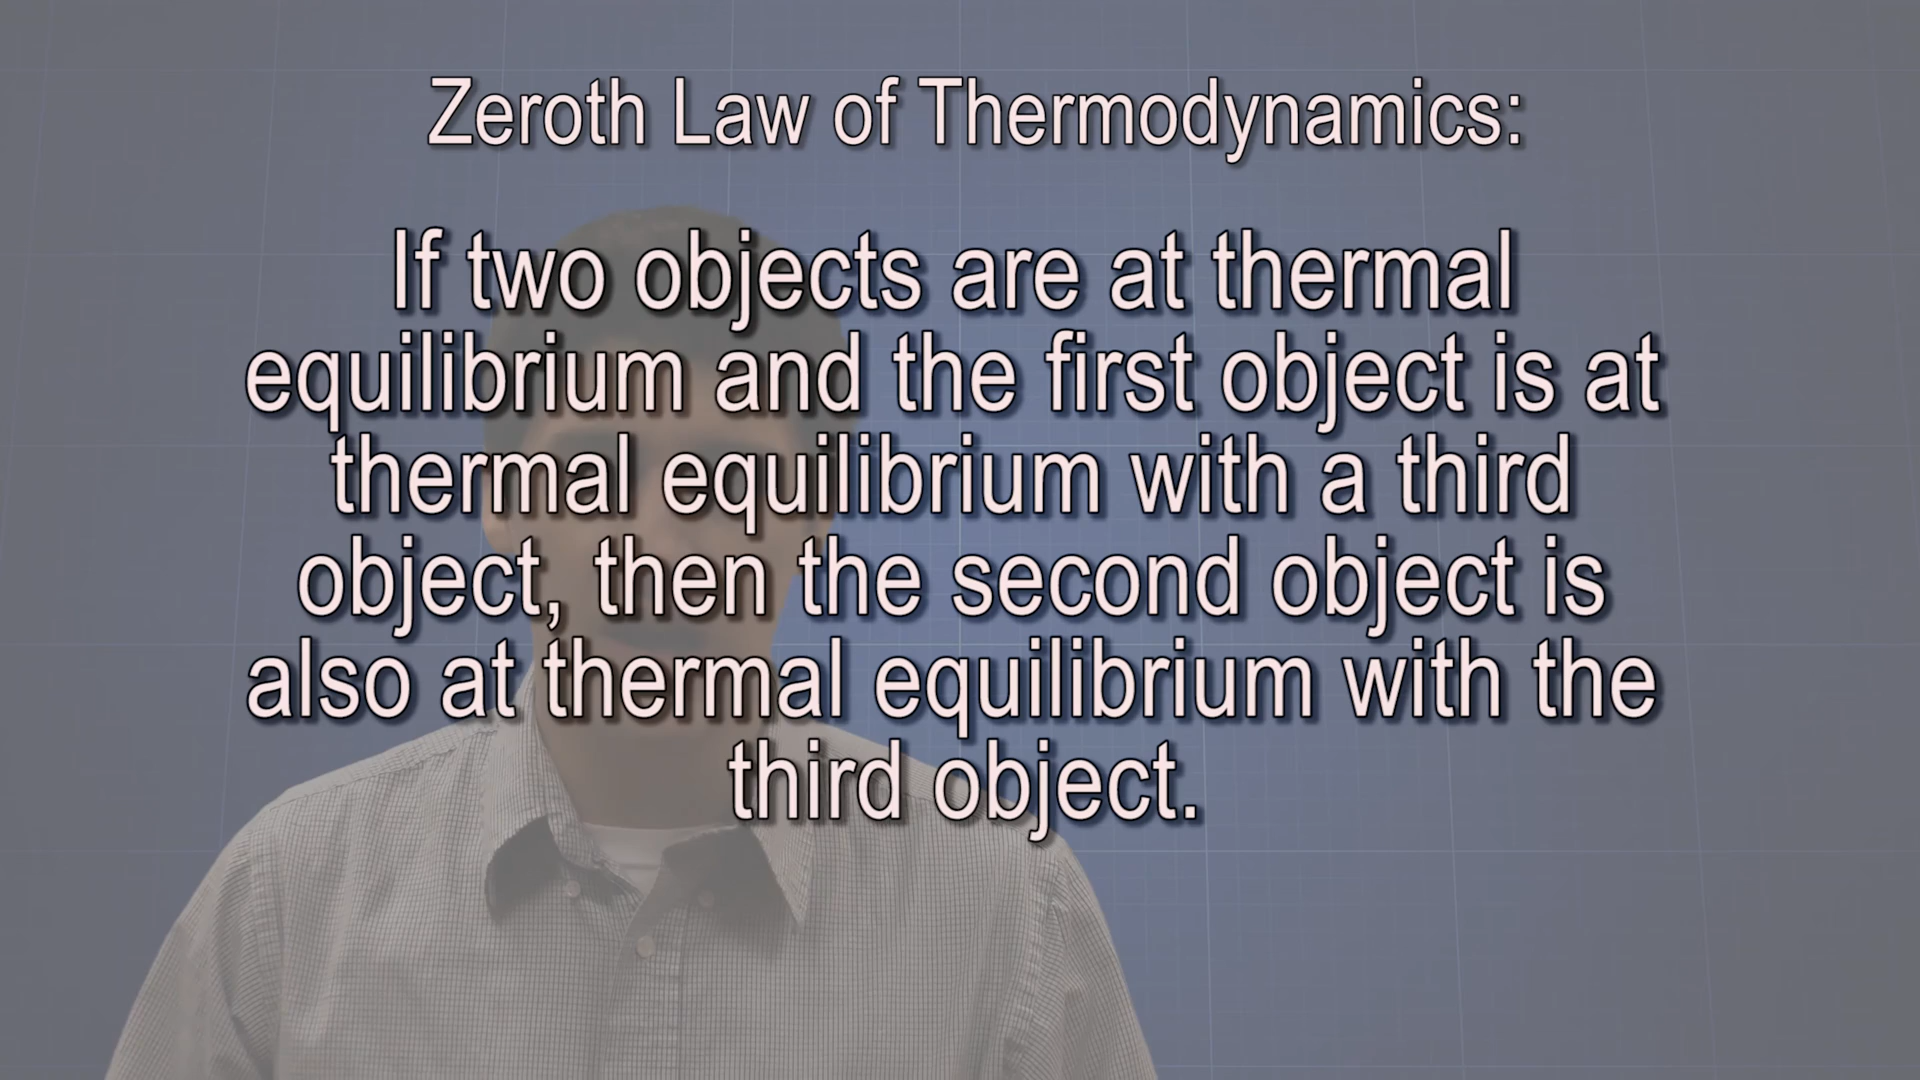 Zeroth Law of Thermodynamics:
If two objects are at thermal
equilibrium and the first object is at
thermal equilibrium with a third
object, then the second object is
also at thermal equilibrium with the
third object.